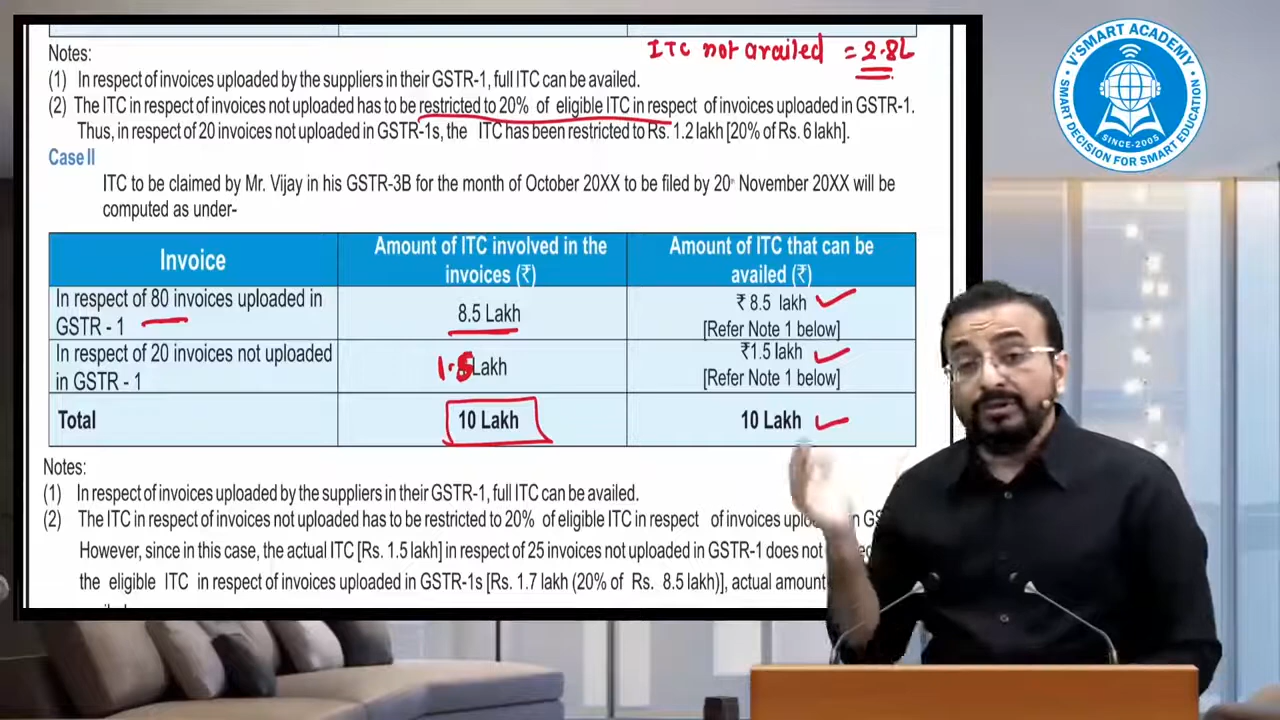 Notes:
ITC not availed = 2.8L
(1) In respect of invoices uploaded by the suppliers in their GSTR-1, full ITC can be availed.
(2) The ITC in respect of invoices not uploaded has to be restricted to 20% of eligible ITC in respect of invoices uploaded in GSTR-1.
Thus, in respect of 20 invoices not uploaded in GSTR-1s, the ITC has been restricted to Rs. 1.2 lakh [20% of Rs. 6 lakh].
Case II
ITC to be claimed by Mr. Vijay in his GSTR-3B for the month of October 20XX to be filed by 20th November 20XX will be
computed as under-
Invoice
Amount of ITC involved in the
invoices (₹)
Amount of ITC that can be
availed (₹)
In respect of 80 invoices uploaded in
GSTR - 1
8.5 Lakh
₹ 8.5 lakh
[Refer Note 1 below]
In respect of 20 invoices not uploaded
in GSTR - 1
1.5 Lakh
₹1.5 lakh
[Refer Note 1 below]
Total
10 Lakh
10 Lakh
Notes:
(1) In respect of invoices uploaded by the suppliers in their GSTR-1, full ITC can be availed.
(2) The ITC in respect of invoices not uploaded has to be restricted to 20% of eligible ITC in respect of invoices
However, since in this case, the actual ITC [Rs. 1.5 lakh] in respect of 25 invoices not uploaded in GSTR-1 does not
the eligible ITC in respect of invoices uploaded in GSTR-1s [Rs. 1.7 lakh (20% of Rs. 8.5 lakh)], actual amount
V'SMART ACADEMY
SMART DECISION FOR SMART EDUCATION
SINCE-2005